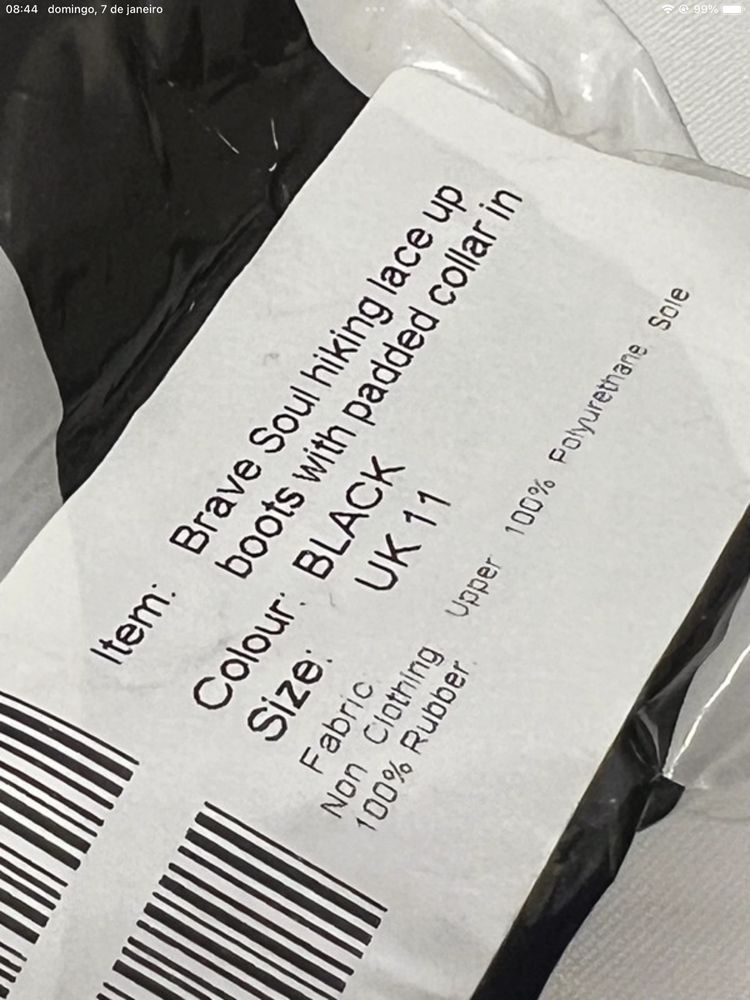 08:44 domingo, 7 de janeiro
99%
Item: Brave Soul hiking lace up
boots with padded collar in
Colour: BLACK
Size: UK 11
Fabric:
Non Clothing Upper 100% Polyurethane Sole
100% Rubber